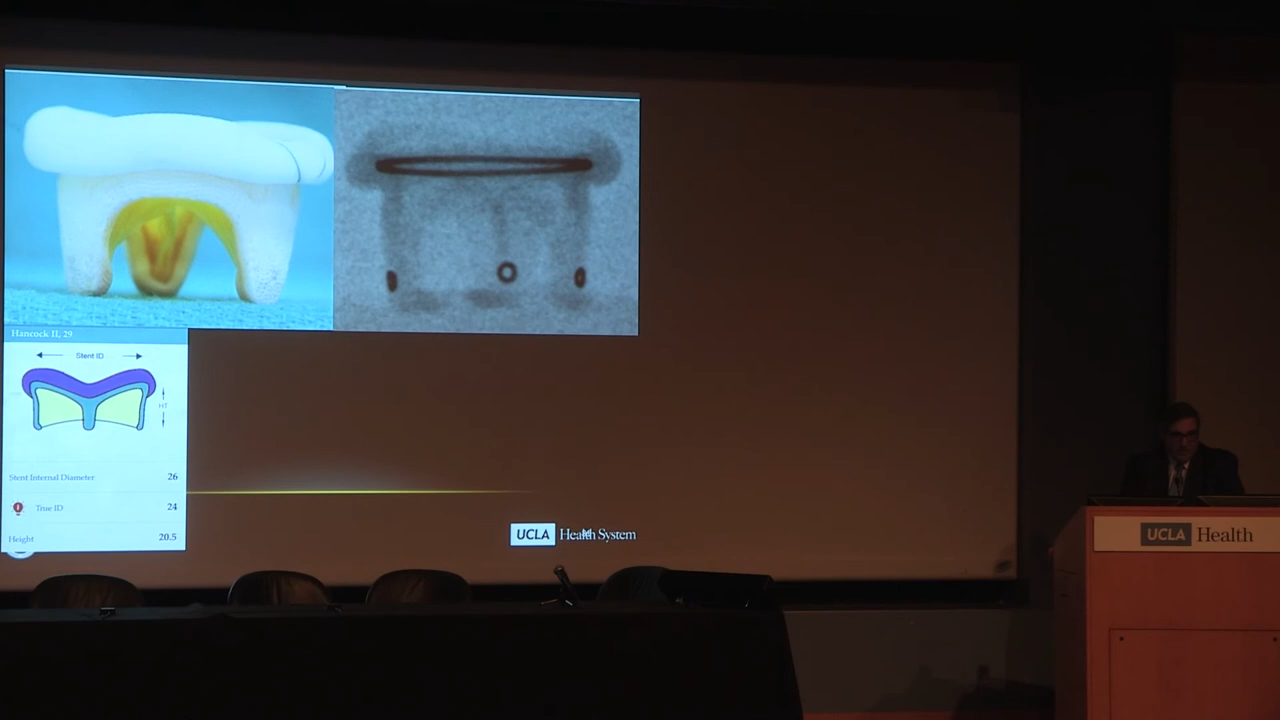 Hancock II, 29
Stent ID
HT
Stent Internal Diameter 26
True ID 24
Height 20.5
UCLA Health System
UCLA Health